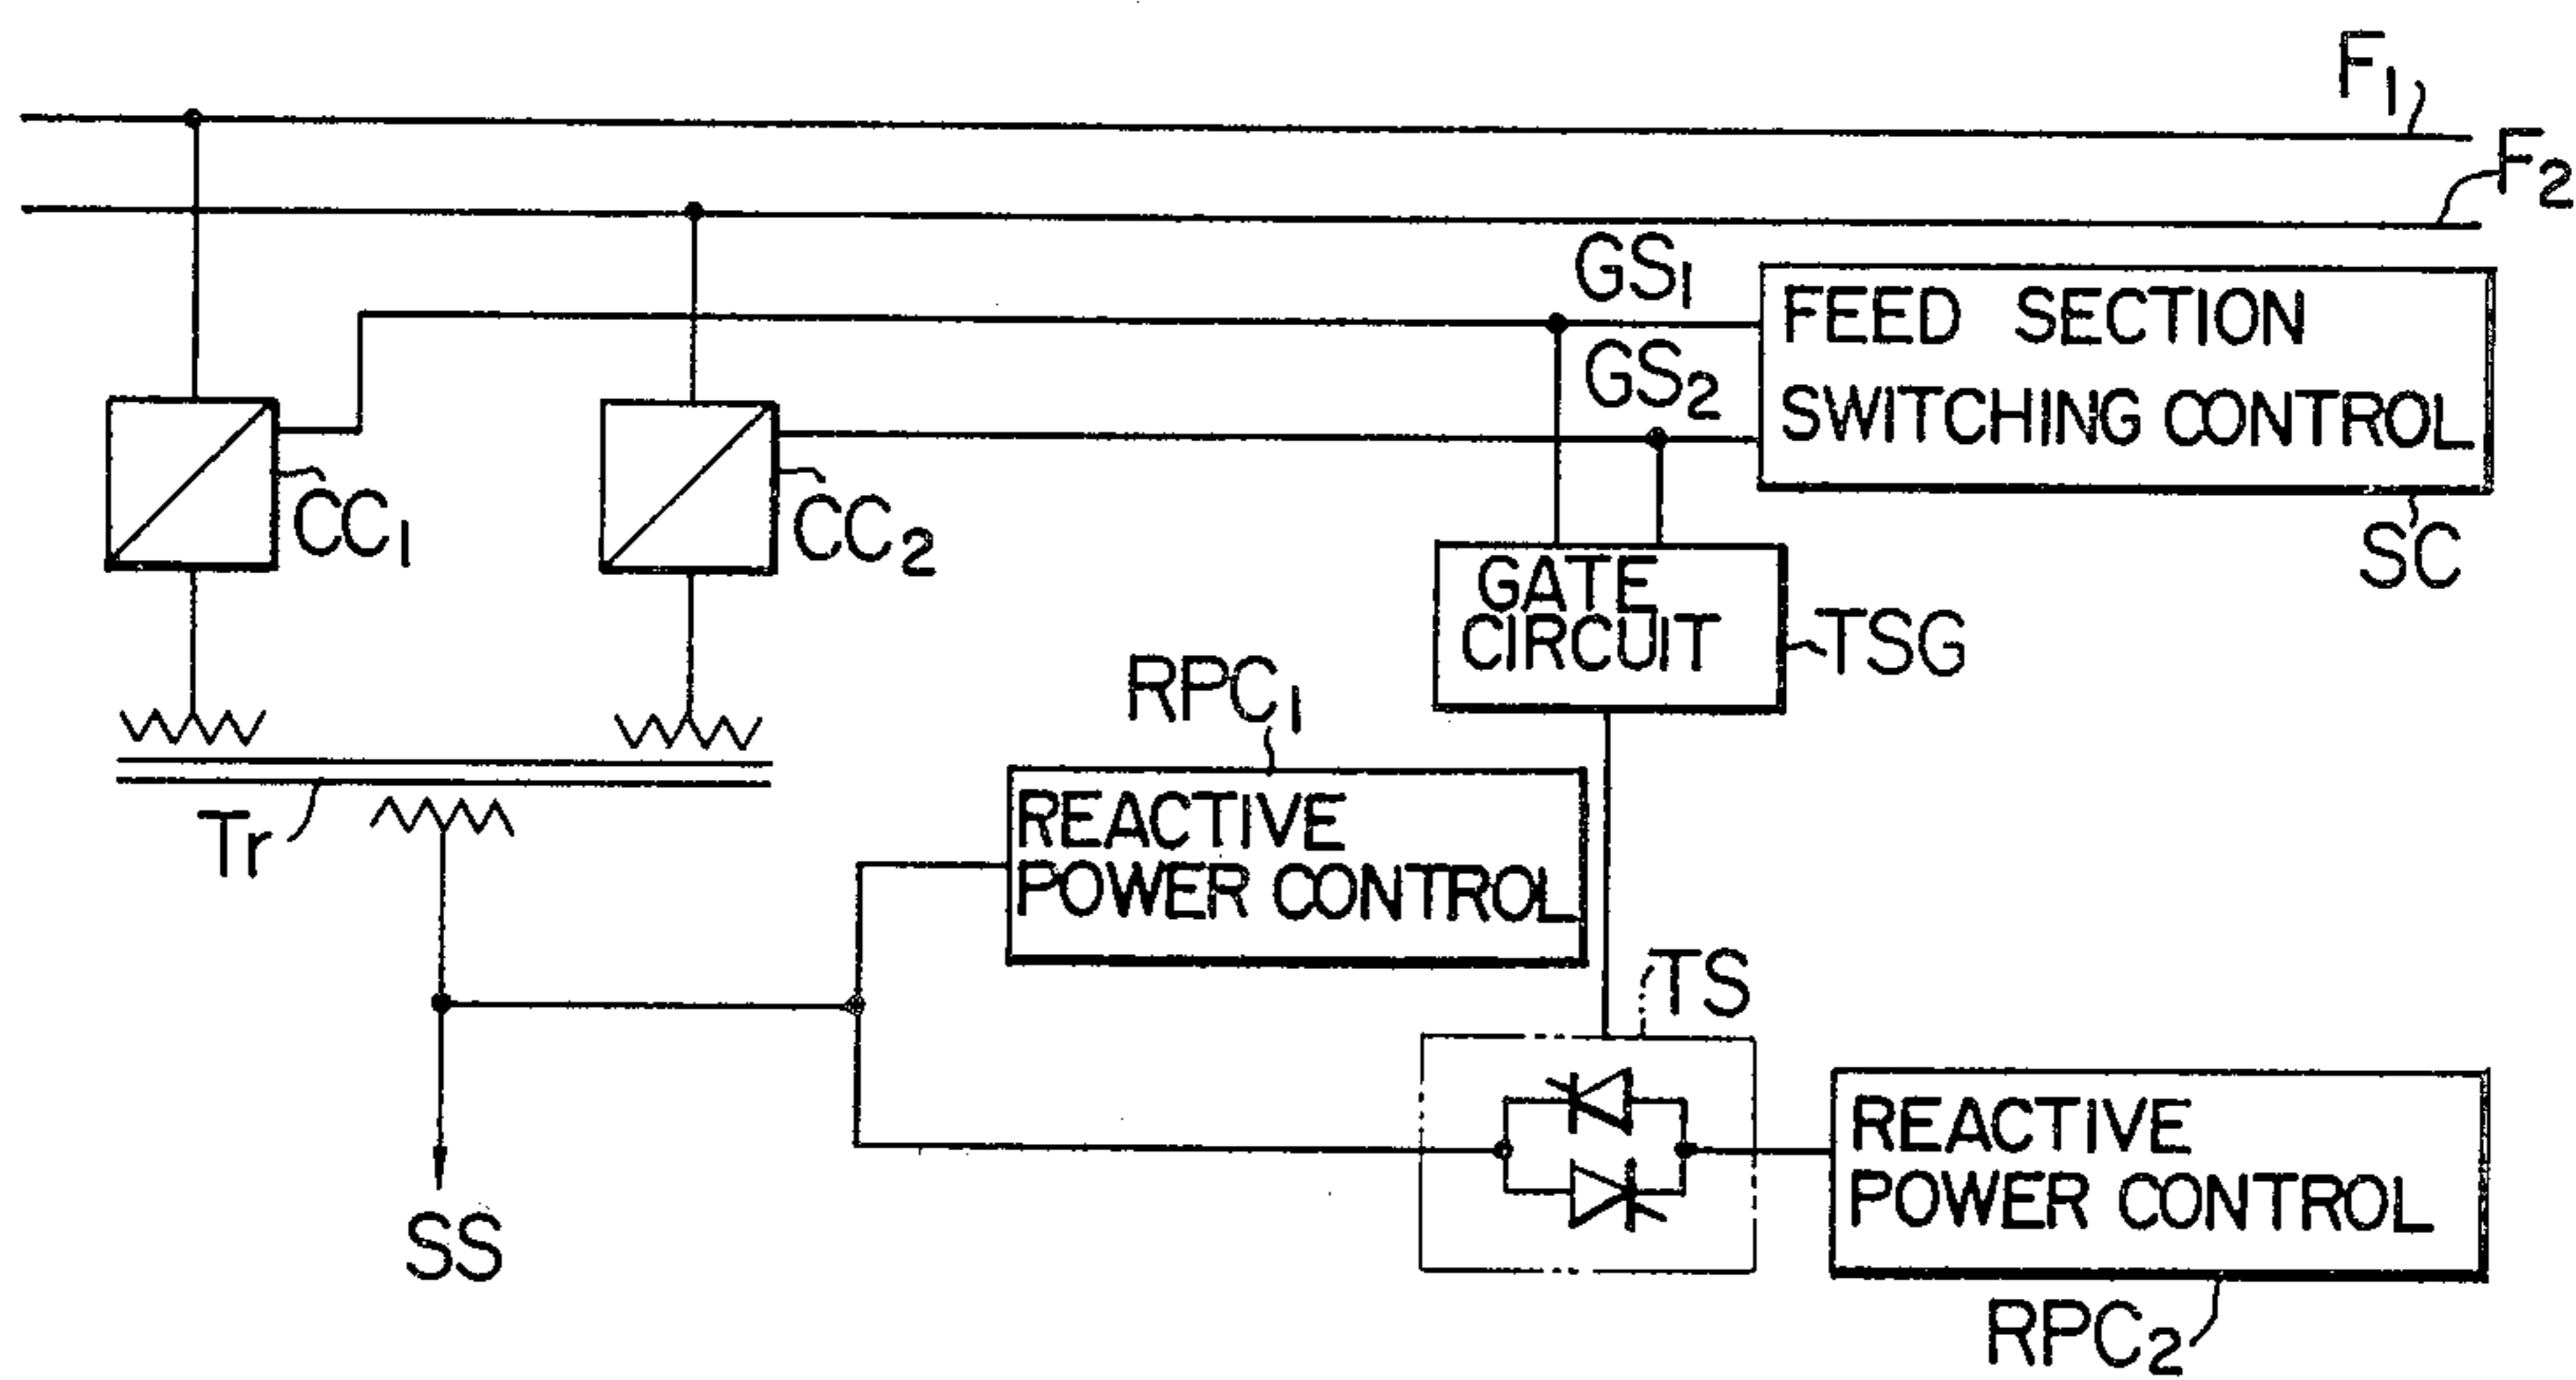 F1
F2
GS1
FEED SECTION
SWITCHING CONTROL
GS2
CC1
CC2
SC
GATE
CIRCUIT
TSG
RPC1
REACTIVE
POWER CONTROL
Tr
TS
REACTIVE
POWER CONTROL
SS
RPC2